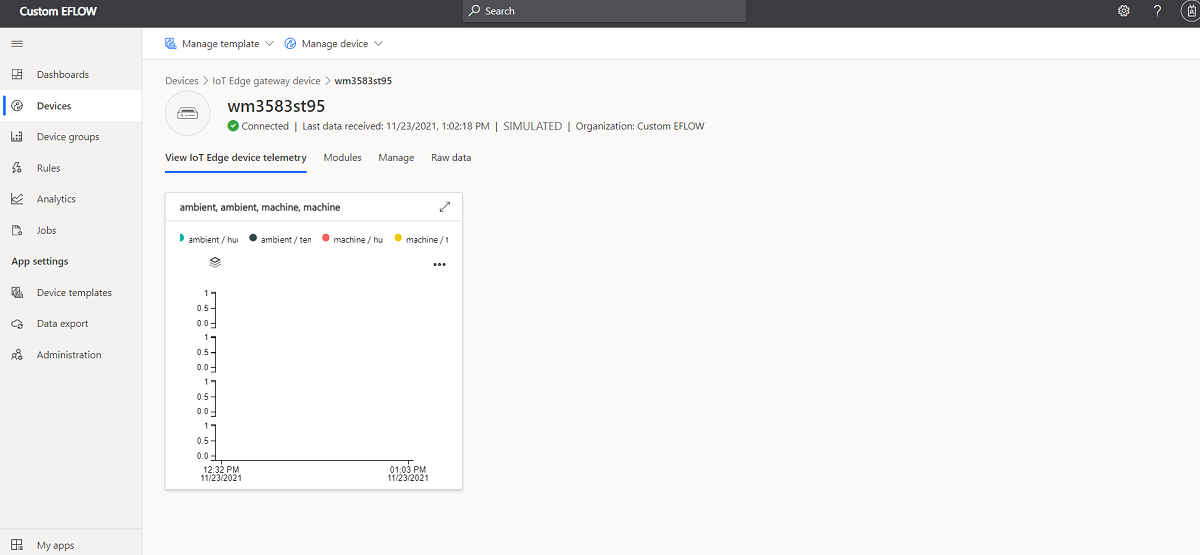 Custom EFLOW
Search
Manage template
Manage device
Dashboards
Devices
Device groups
Rules
Analytics
Jobs
App settings
Device templates
Data export
Administration
My apps
Devices > IoT Edge gateway device > wm3583st95
wm3583st95
Connected | Last data received: 11/23/2021, 1:02:18 PM | SIMULATED | Organization: Custom EFLOW
View IoT Edge device telemetry
Modules
Manage
Raw data
ambient, ambient, machine, machine
ambient / hu
ambient / ten
machine / hu
machine / t
1
0.5
0.0
1
0.5
0.0
1
0.5
0.0
1
0.5
0.0
12:32 PM
11/23/2021
01:03 PM
11/23/2021